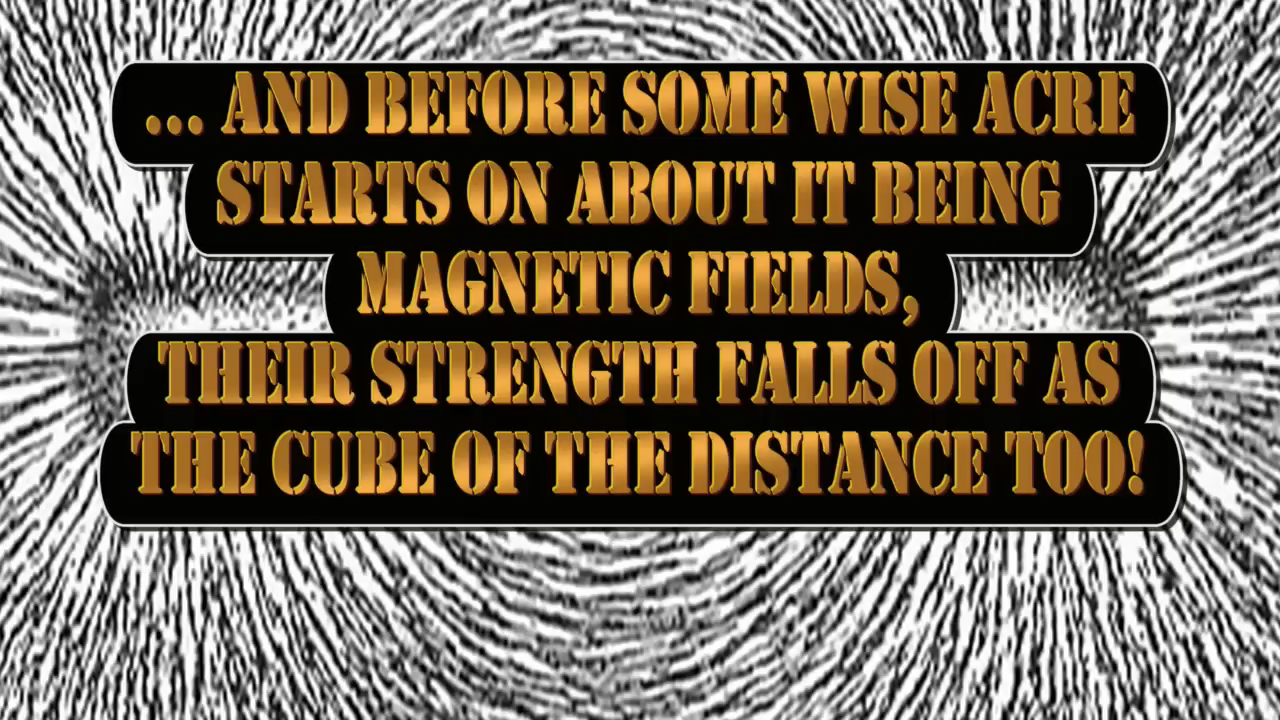 ... AND BEFORE SOME WISE ACRE
STARTS ON ABOUT IT BEING
MAGNETIC FIELDS,
THEIR STRENGTH FALLS OFF AS
THE CUBE OF THE DISTANCE TOO!